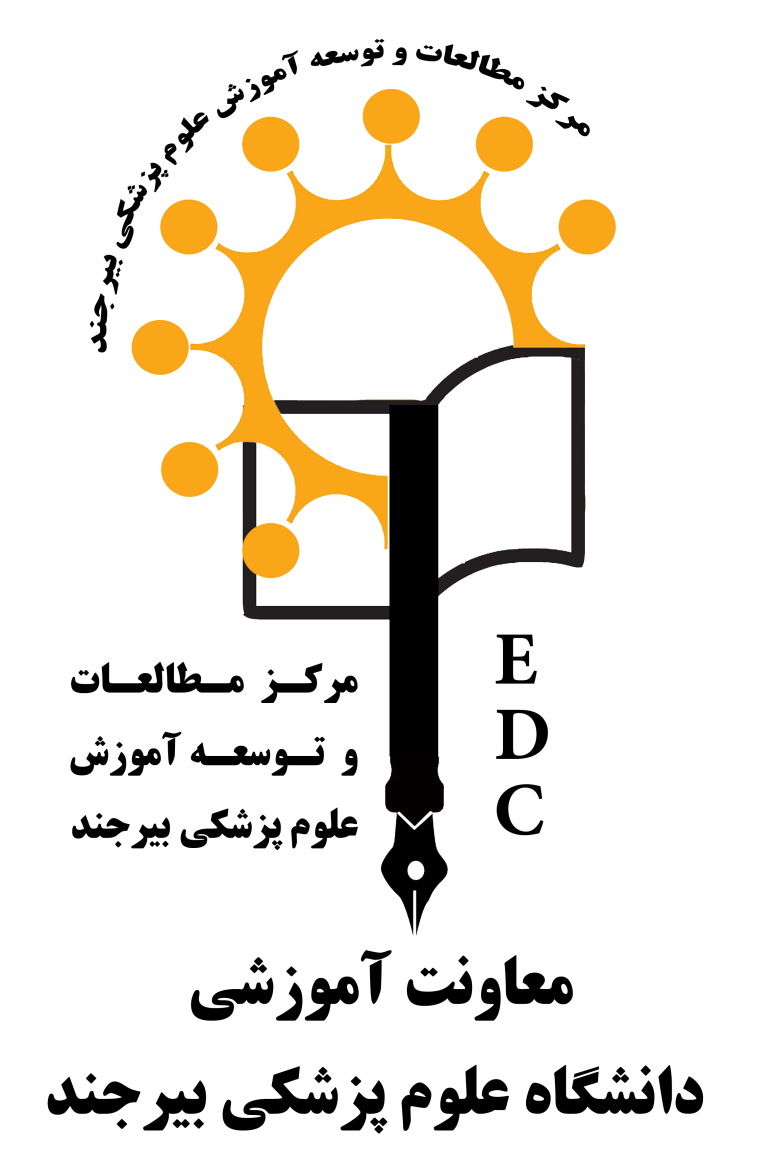 مرکز مطالعات و توسعه آموزش علوم پزشکی بیرجند
E
D
C
مرکز مطالعات
و توسعه آموزش
علوم پزشکی بیرجند
معاونت آموزشی
دانشگاه علوم پزشکی بیرجند